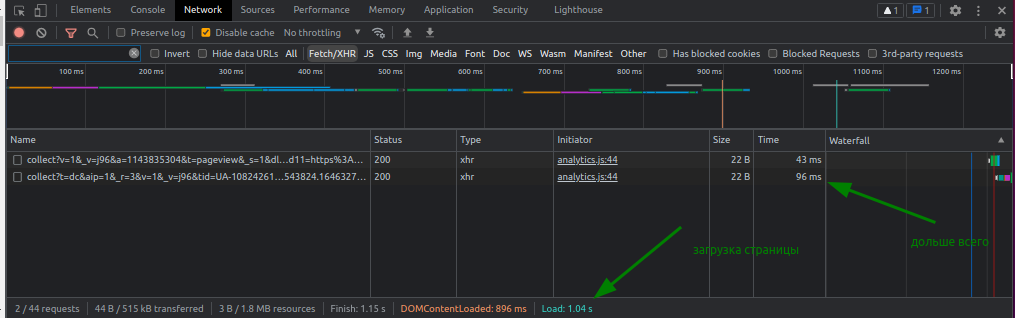 Elements Console Network Sources Performance Memory Application Security Lighthouse 1 1
Preserve log Disable cache No throttling
Invert Hide data URLs All Fetch/XHR JS CSS Img Media Font Doc WS Wasm Manifest Other Has blocked cookies Blocked Requests 3rd-party requests
100 ms 200 ms 300 ms 400 ms 500 ms 600 ms 700 ms 800 ms 900 ms 1000 ms 1100 ms 1200 ms
Name Status Type Initiator Size Time Waterfall
collect?v=1&_v=j96&a=1143835304&t=pageview&_s=1&dl...d11=https%3A... 200 xhr analytics.js:44 22 B 43 ms
collect?t=dc&aip=1&_r=3&v=1&_v=j96&tid=UA-10824261...543824.1646327... 200 xhr analytics.js:44 22 B 96 ms
дольше всего
загрузка страницы
2 / 44 requests 44 B / 515 kB transferred 3 B / 1.8 MB resources Finish: 1.15 s DOMContentLoaded: 896 ms Load: 1.04 s